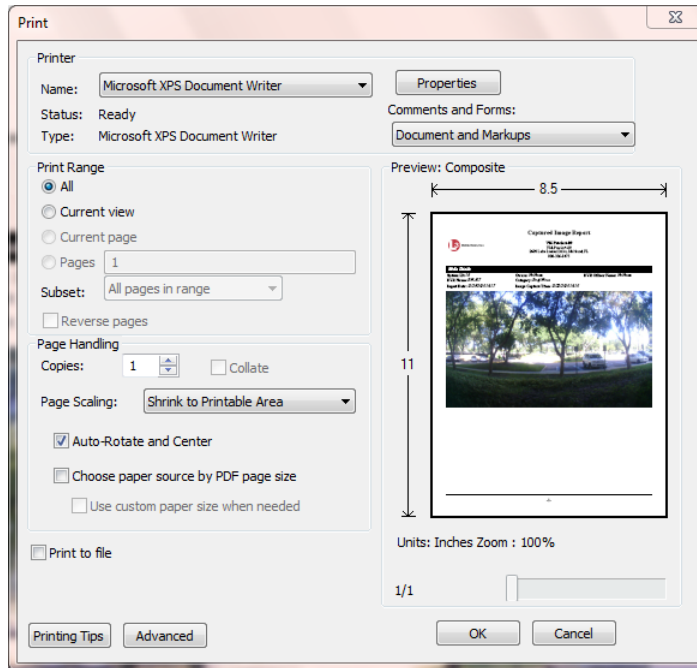 Print
Printer
Name: Microsoft XPS Document Writer Properties
Status: Ready Comments and Forms:
Type: Microsoft XPS Document Writer Document and Markups
Print Range
All
Current view
Current page
Pages 1
Subset: All pages in range
Reverse pages
Page Handling
Copies: 1 Collate
Page Scaling: Shrink to Printable Area
Auto-Rotate and Center
Choose paper source by PDF page size
Use custom paper size when needed
Print to file
Preview: Composite
8.5
11
Captured Image Report
Units: Inches Zoom : 100%
1/1
Printing Tips Advanced OK Cancel